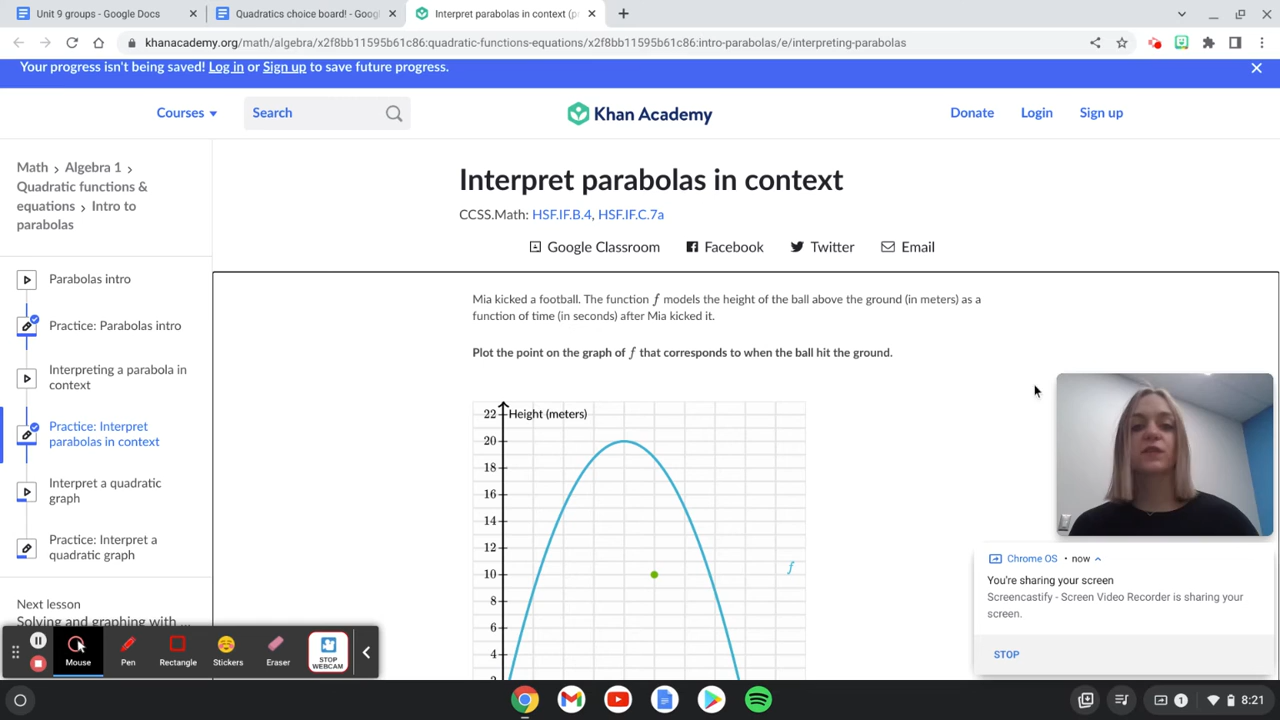 Unit 9 groups - Google Docs
Quadratics choice board! - Goog
Interpret parabolas in context (p
khanacademy.org/math/algebra/x2f8bb11595b61c86:quadratic-functions-equations/x2f8bb11595b61c86:intro-parabolas/e/interpreting-parabolas
Your progress isn't being saved! Log in or Sign up to save future progress.
Courses
Search
Khan Academy
Donate
Login
Sign up
Math > Algebra 1 >
Quadratic functions &
equations > Intro to
parabolas
Parabolas intro
Practice: Parabolas intro
Interpreting a parabola in
context
Practice: Interpret
parabolas in context
Interpret a quadratic
graph
Practice: Interpret a
quadratic graph
Next lesson
Solving and graphing with ...
Interpret parabolas in context
CCSS.Math: HSF.IF.B.4, HSF.IF.C.7a
Google Classroom
Facebook
Twitter
Email
Mia kicked a football. The function f models the height of the ball above the ground (in meters) as a
function of time (in seconds) after Mia kicked it.
Plot the point on the graph of f that corresponds to when the ball hit the ground.
Height (meters)
22
20
18
16
14
12
10
8
6
4
2
f
Chrome OS • now
You're sharing your screen
Screencastify - Screen Video Recorder is sharing your
screen.
STOP
Mouse
Pen
Rectangle
Stickers
Eraser
STOP
WEBCAM
1
8:21